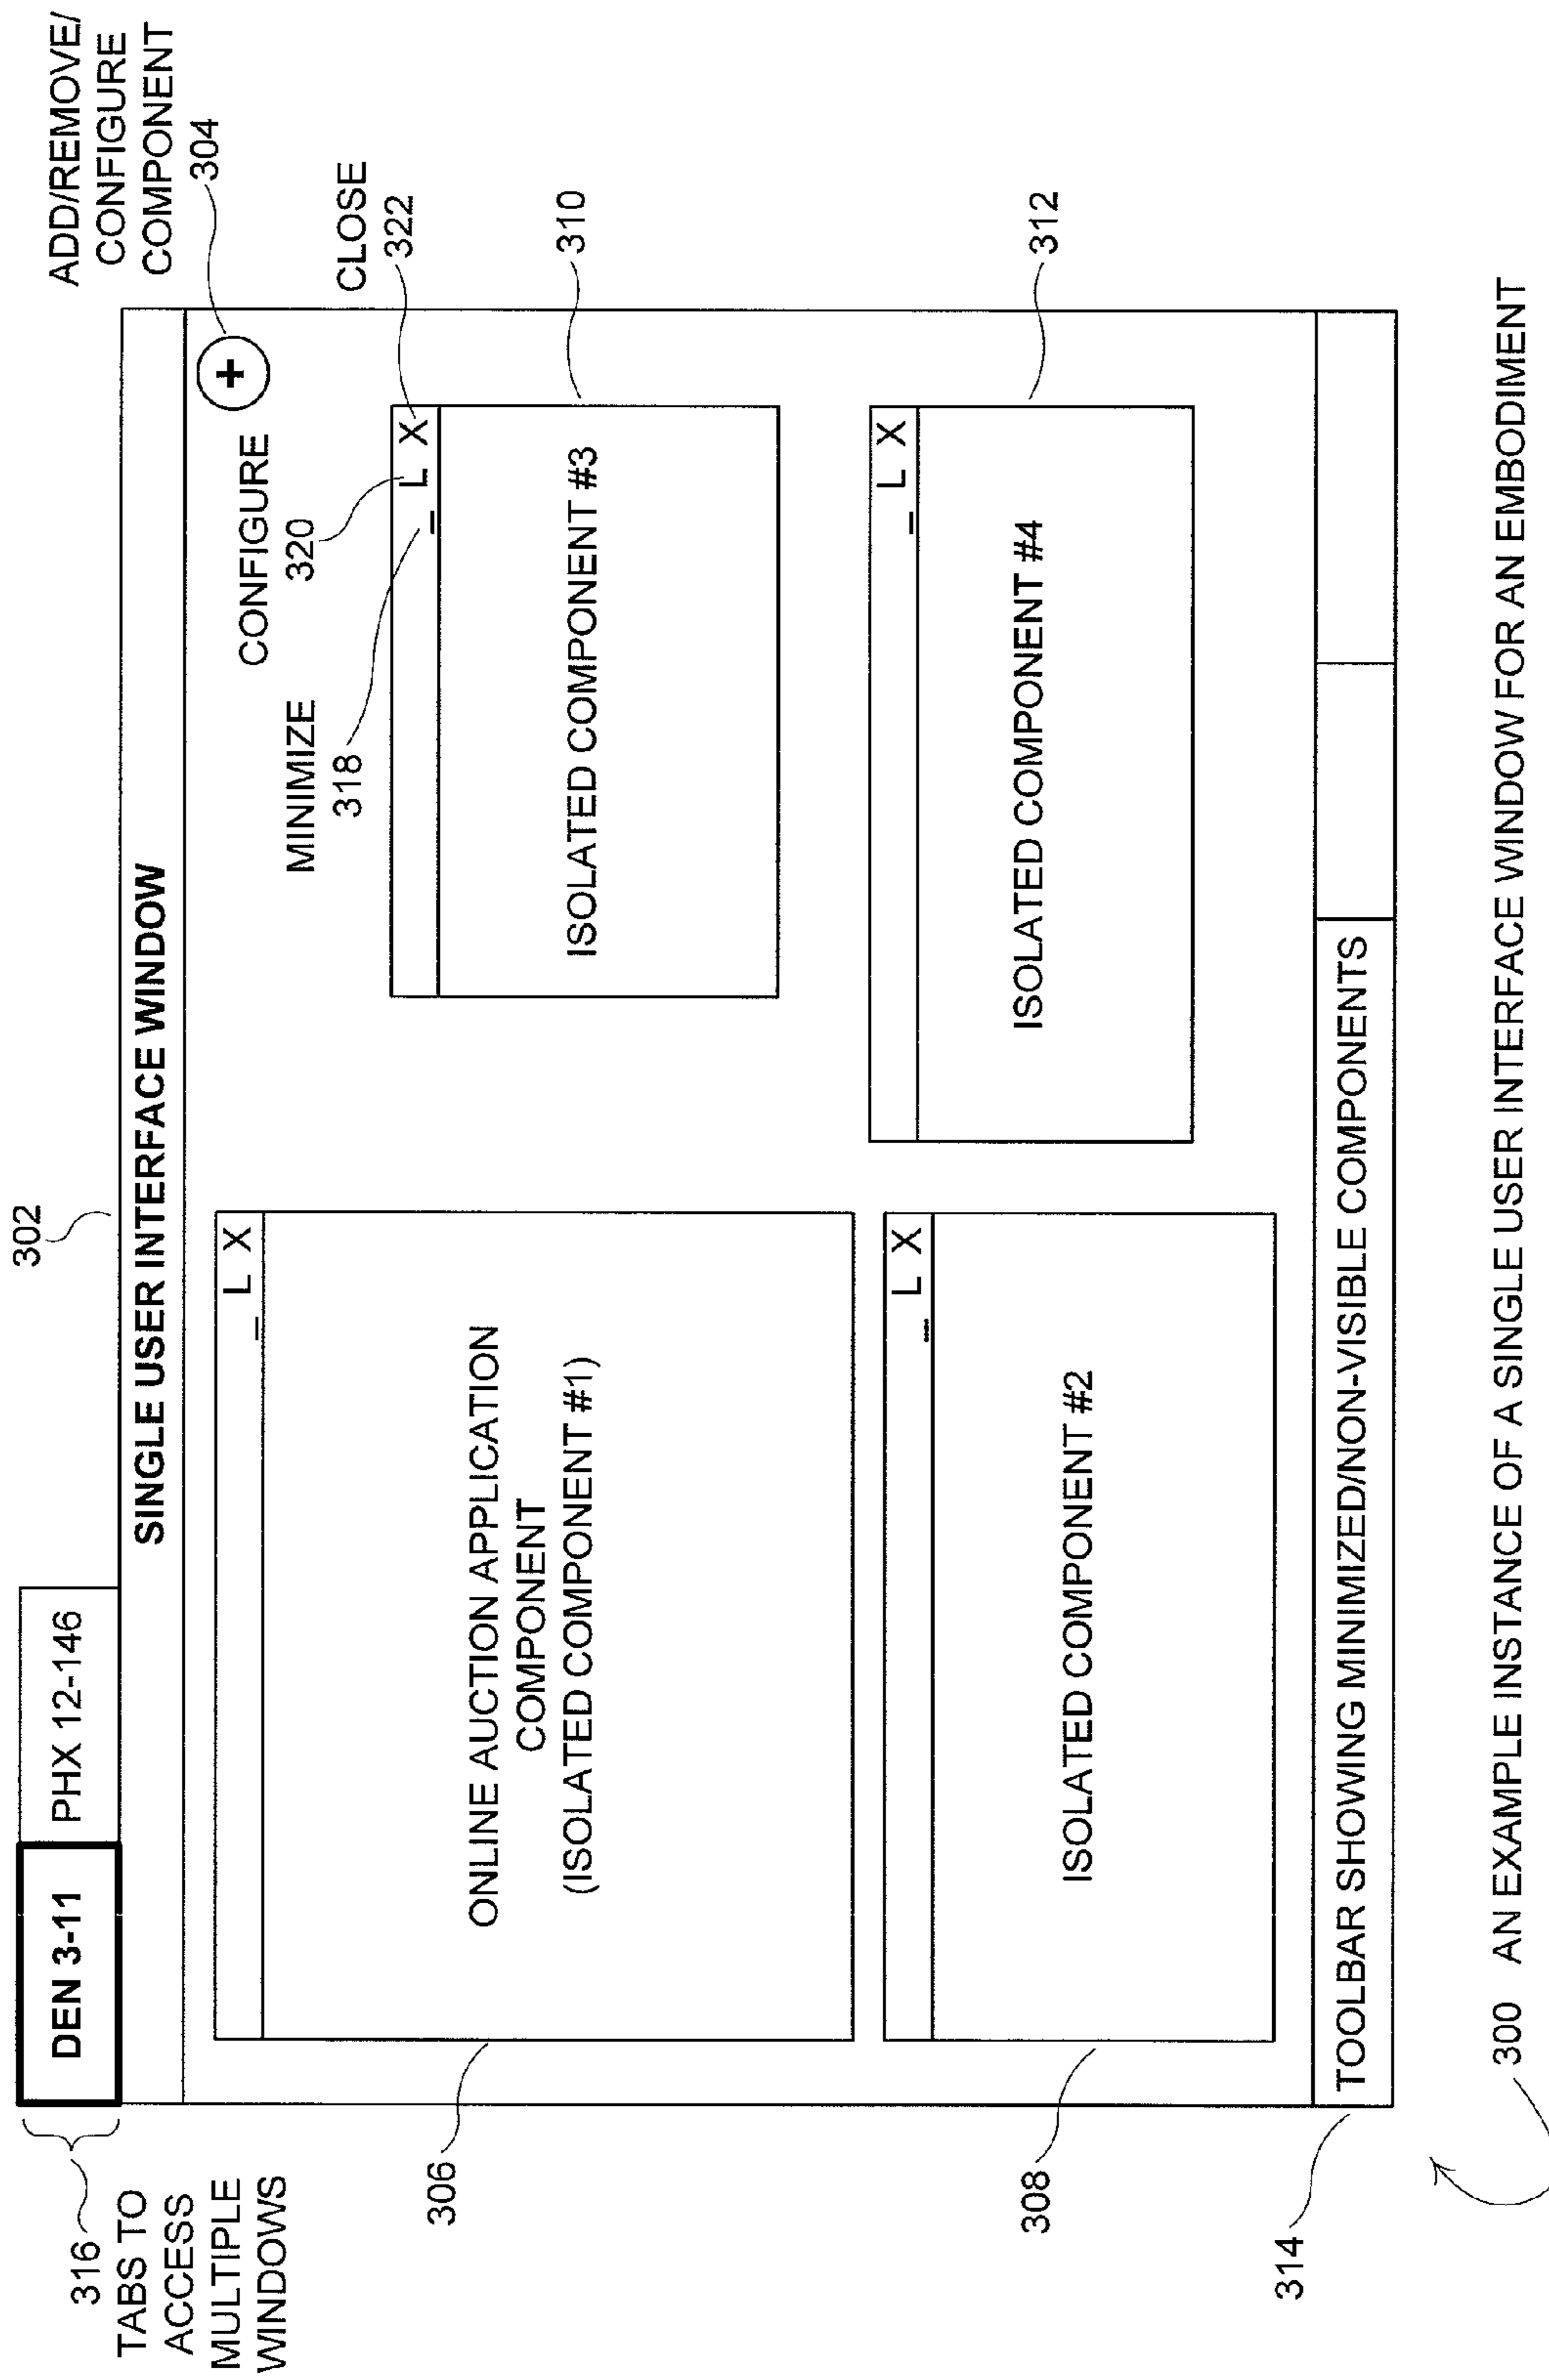 302
ADD/REMOVE/
CONFIGURE
COMPONENT
304
316
TABS TO
ACCESS
MULTIPLE
WINDOWS
DEN 3-11
PHX 12-146
SINGLE USER INTERFACE WINDOW
+
CONFIGURE
320
MINIMIZE
318
CLOSE
322
_ L X
ONLINE AUCTION APPLICATION
COMPONENT
(ISOLATED COMPONENT #1)
306
_ L X
ISOLATED COMPONENT #3
310
_ L X
ISOLATED COMPONENT #2
308
_ L X
ISOLATED COMPONENT #4
312
TOOLBAR SHOWING MINIMIZED/NON-VISIBLE COMPONENTS
314
300 AN EXAMPLE INSTANCE OF A SINGLE USER INTERFACE WINDOW FOR AN EMBODIMENT